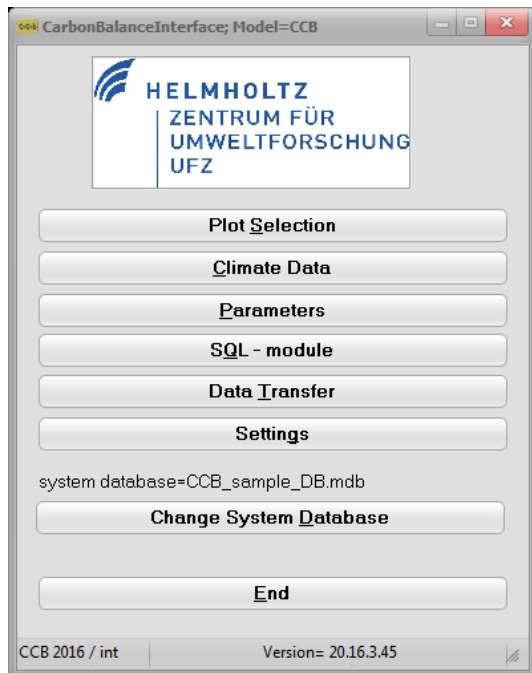 CarbonBalanceInterface; Model=CCB
HELMHOLTZ
ZENTRUM FÜR
UMWELTFORSCHUNG
UFZ
Plot Selection
Climate Data
Parameters
SQL - module
Data Transfer
Settings
system database=CCB_sample_DB.mdb
Change System Database
End
CCB 2016 / int
Version= 20.16.3.45